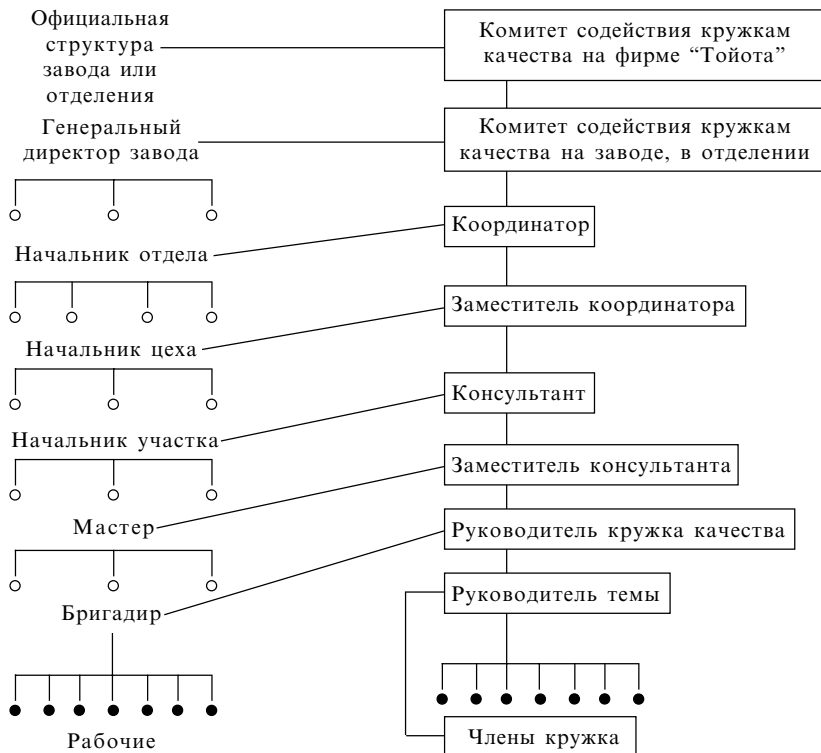 Официальная
структура
завода или
отделения
Комитет содействия кружкам
качества на фирме “Тойота”
Генеральный
директор завода
Комитет содействия кружкам
качества на заводе, в отделении
Координатор
Начальник отдела
Заместитель координатора
Начальник цеха
Консультант
Начальник участка
Заместитель консультанта
Мастер
Руководитель кружка качества
Бригадир
Руководитель темы
Рабочие
Члены кружка